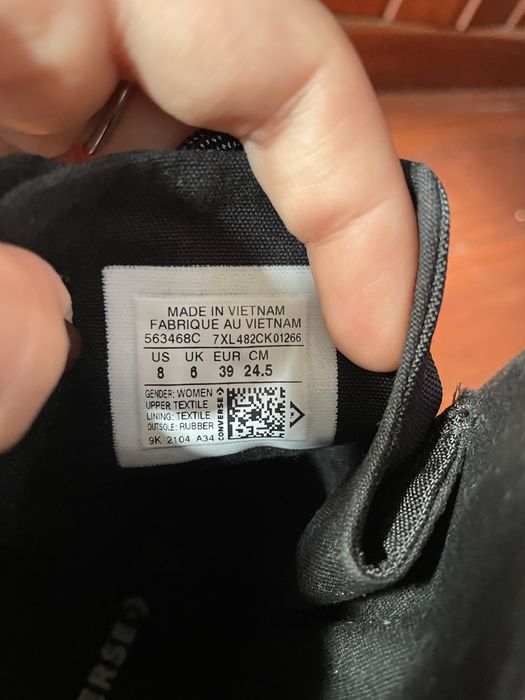 MADE IN VIETNAM
FABRIQUE AU VIETNAM
563468C 7XL482CK01266
US UK EUR CM
8 6 39 24.5
GENDER: WOMEN
UPPER TEXTILE
LINING: TEXTILE
OUTSOLE: RUBBER
9K 2104 A34
CONVERSE
ERSE